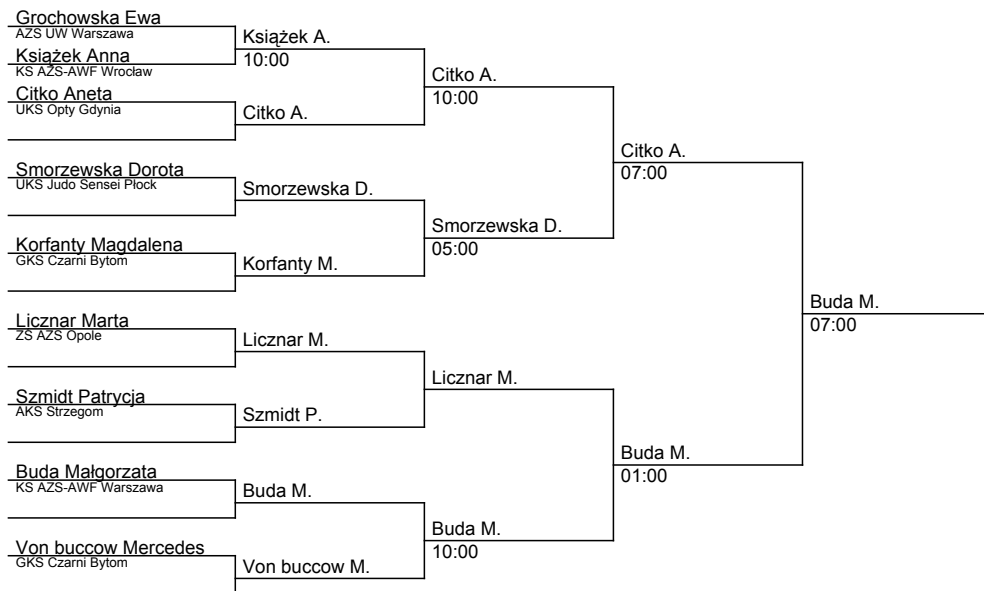 Grochowska Ewa
AZS UW Warszawa
Książek A.
10:00
Książek Anna
KS AZS-AWF Wrocław
Citko A.
10:00
Citko Aneta
UKS Opty Gdynia
Citko A.
Citko A.
07:00
Smorzewska Dorota
UKS Judo Sensei Płock
Smorzewska D.
Smorzewska D.
05:00
Korfanty Magdalena
GKS Czarni Bytom
Korfanty M.
Buda M.
07:00
Licznar Marta
ZS AZS Opole
Licznar M.
Licznar M.
Szmidt Patrycja
AKS Strzegom
Szmidt P.
Buda M.
01:00
Buda Małgorzata
KS AZS-AWF Warszawa
Buda M.
Buda M.
10:00
Von buccow Mercedes
GKS Czarni Bytom
Von buccow M.